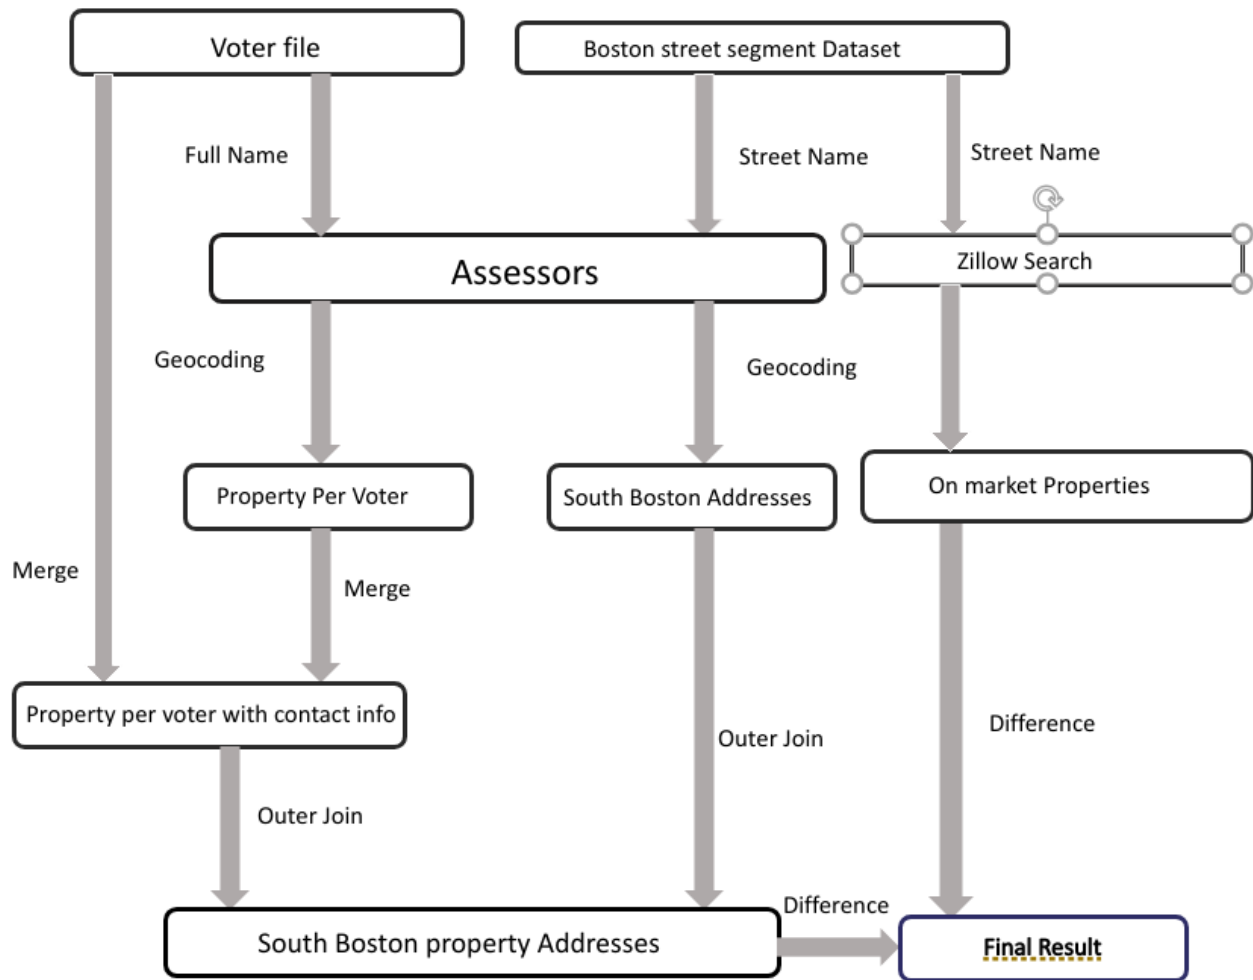 Voter file
Boston street segment Dataset
Full Name
Street Name
Street Name
Assessors
Zillow Search
Geocoding
Geocoding
Property Per Voter
South Boston Addresses
On market Properties
Merge
Merge
Property per voter with contact info
Difference
Outer Join
Outer Join
Difference
South Boston property Addresses
Final Result